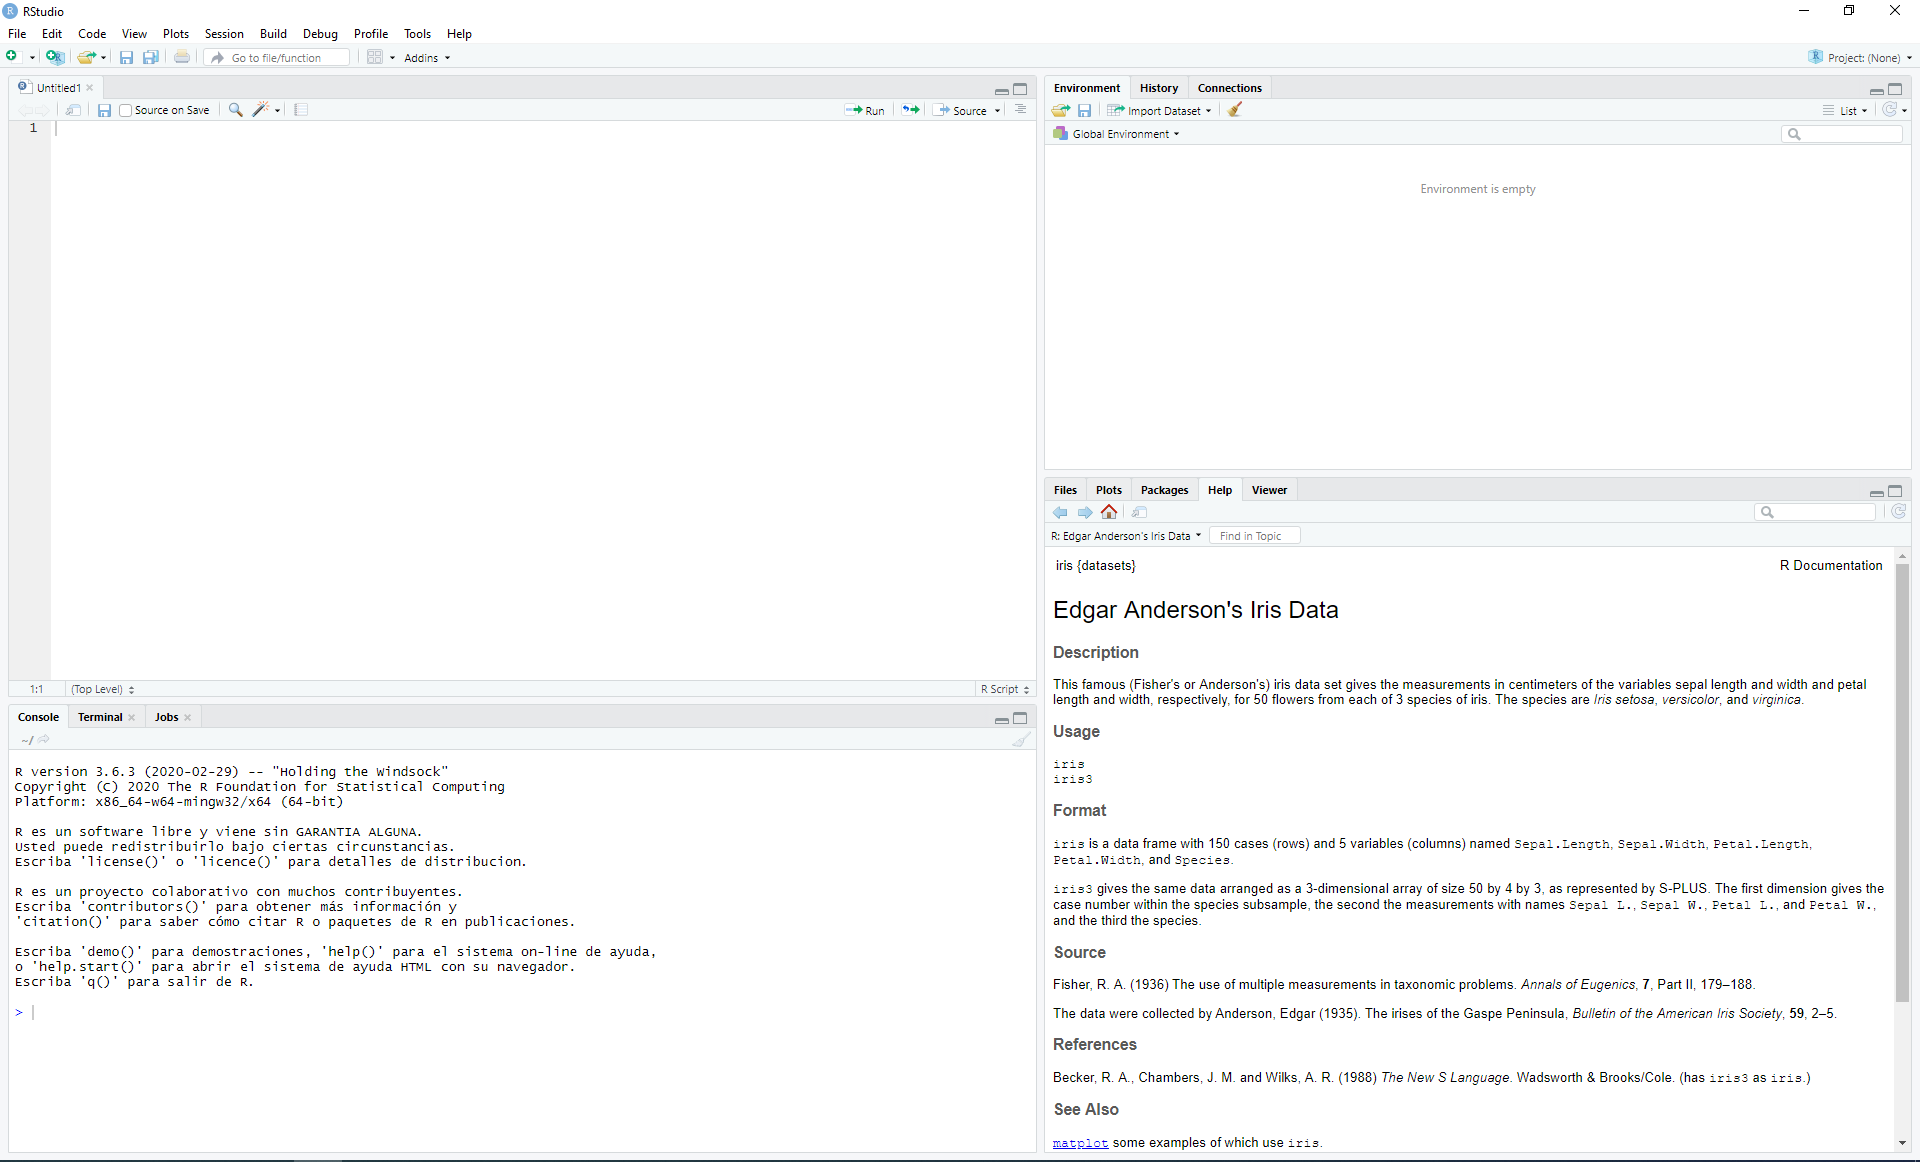 RStudio
File Edit Code View Plots Session Build Debug Profile Tools Help
Go to file/function Addins Project: (None)
Untitled1
Source on Save Run Source
1
1:1 (Top Level) R Script
Console Terminal Jobs
~/
R version 3.6.3 (2020-02-29) -- "Holding the Windsock"
Copyright (C) 2020 The R Foundation for Statistical Computing
Platform: x86_64-w64-mingw32/x64 (64-bit)
R es un software libre y viene sin GARANTIA ALGUNA.
Usted puede redistribuirlo bajo ciertas circunstancias.
Escriba 'license()' o 'licence()' para detalles de distribucion.
R es un proyecto colaborativo con muchos contribuyentes.
Escriba 'contributors()' para obtener más información y
'citation()' para saber cómo citar R o paquetes de R en publicaciones.
Escriba 'demo()' para demostraciones, 'help()' para el sistema on-line de ayuda,
o 'help.start()' para abrir el sistema de ayuda HTML con su navegador.
Escriba 'q()' para salir de R.
>
Environment History Connections
Import Dataset List
Global Environment
Environment is empty
Files Plots Packages Help Viewer
R: Edgar Anderson's Iris Data Find in Topic
iris {datasets} R Documentation
Edgar Anderson's Iris Data
Description
This famous (Fisher's or Anderson's) iris data set gives the measurements in centimeters of the variables sepal length and width and petal
length and width, respectively, for 50 flowers from each of 3 species of iris. The species are Iris setosa, versicolor, and virginica.
Usage
iris
iris3
Format
iris is a data frame with 150 cases (rows) and 5 variables (columns) named Sepal.Length, Sepal.Width, Petal.Length,
Petal.Width, and Species.
iris3 gives the same data arranged as a 3-dimensional array of size 50 by 4 by 3, as represented by S-PLUS. The first dimension gives the
case number within the species subsample, the second the measurements with names Sepal L., Sepal W., Petal L., and Petal W.,
and the third the species.
Source
Fisher, R. A. (1936) The use of multiple measurements in taxonomic problems. Annals of Eugenics, 7, Part II, 179–188.
The data were collected by Anderson, Edgar (1935). The irises of the Gaspe Peninsula, Bulletin of the American Iris Society, 59, 2–5.
References
Becker, R. A., Chambers, J. M. and Wilks, A. R. (1988) The New S Language. Wadsworth & Brooks/Cole. (has iris3 as iris.)
See Also
matplot some examples of which use iris.